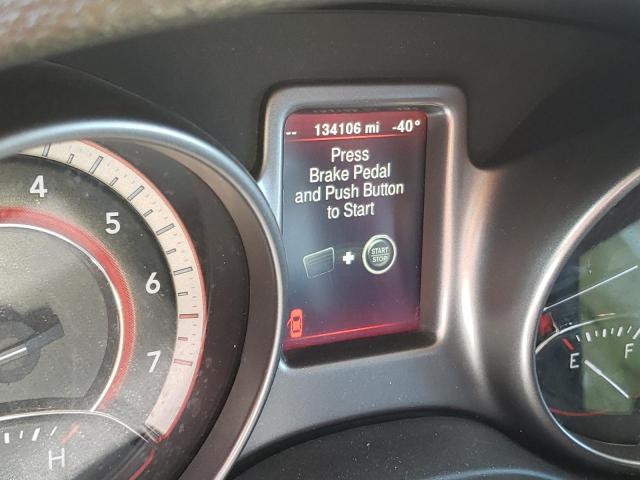 -- 134106 mi -40°
Press
Brake Pedal
and Push Button
to Start
START
STOP
4
5
6
7
H
E
F